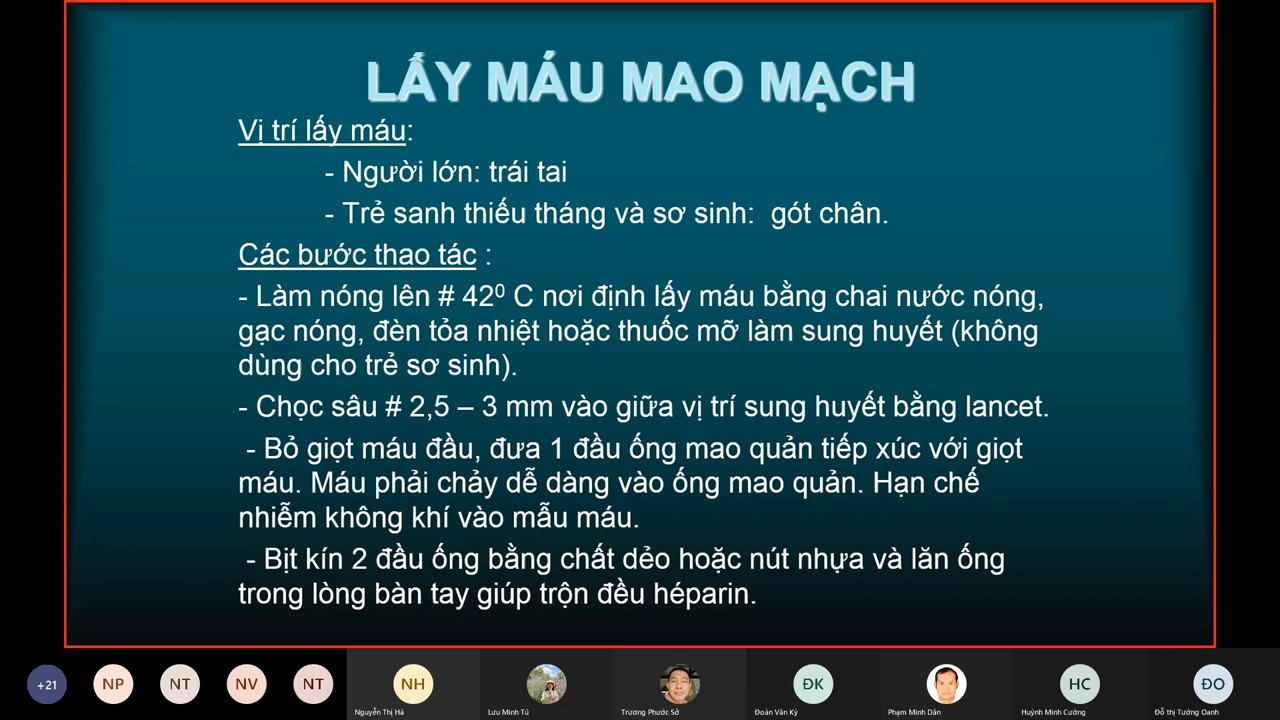 LẤY MÁU MAO MẠCH
Vị trí lấy máu:
- Người lớn: trái tai
- Trẻ sanh thiếu tháng và sơ sinh: gót chân.
Các bước thao tác :
- Làm nóng lên # 42⁰ C nơi định lấy máu bằng chai nước nóng,
gạc nóng, đèn tỏa nhiệt hoặc thuốc mỡ làm sung huyết (không
dùng cho trẻ sơ sinh).
- Chọc sâu # 2,5 – 3 mm vào giữa vị trí sung huyết bằng lancet.
- Bỏ giọt máu đầu, đưa 1 đầu ống mao quản tiếp xúc với giọt
máu. Máu phải chảy dễ dàng vào ống mao quản. Hạn chế
nhiễm không khí vào mẫu máu.
- Bịt kín 2 đầu ống bằng chất dẻo hoặc nút nhựa và lăn ống
trong lòng bàn tay giúp trộn đều héparin.
+21 NP NT NV NT NH ĐK HC ĐO
Nguyễn Thị Hà Lưu Minh Tú Trương Phước Sở Đoàn Văn Kỳ Phạm Minh Dân Huỳnh Minh Cường Đỗ thị Tường Oanh